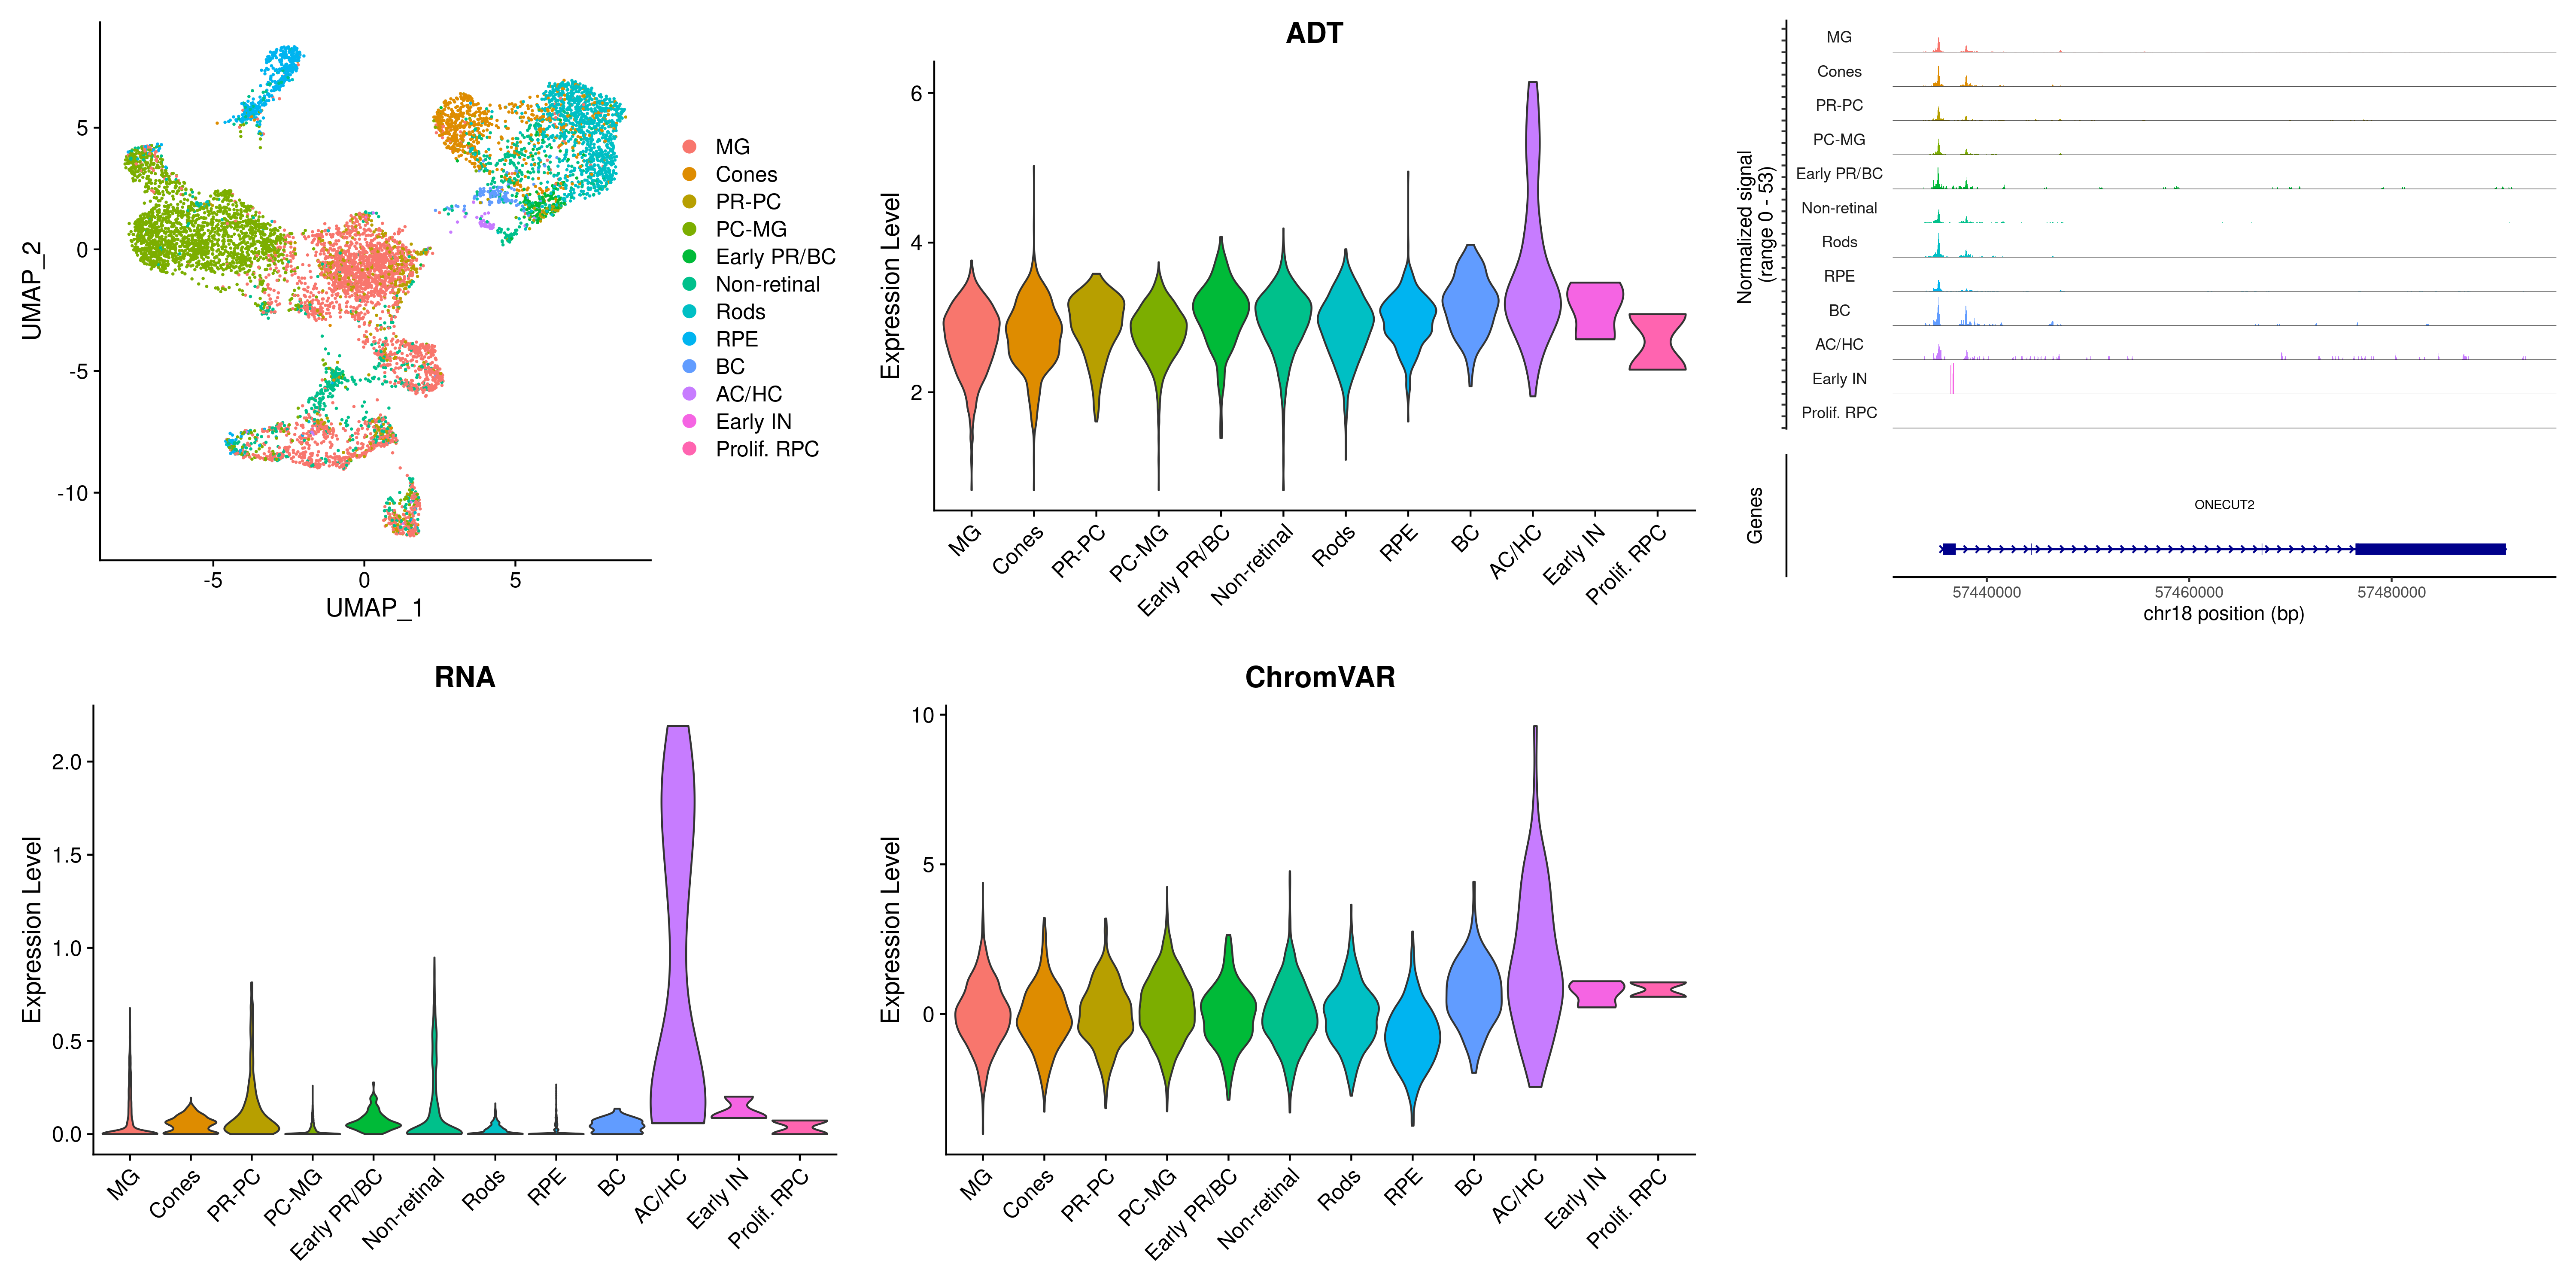 UMAP_2
5
0
-5
-10
-5
0
5
UMAP_1
MG
Cones
PR-PC
PC-MG
Early PR/BC
Non-retinal
Rods
RPE
BC
AC/HC
Early IN
Prolif. RPC
ADT
Expression Level
6
4
2
MG
Cones
PR-PC
PC-MG
Early PR/BC
Non-retinal
Rods
RPE
BC
AC/HC
Early IN
Prolif. RPC
Normalized signal
(range 0 - 53)
MG
Cones
PR-PC
PC-MG
Early PR/BC
Non-retinal
Rods
RPE
BC
AC/HC
Early IN
Prolif. RPC
Genes
ONECUT2
57440000
57460000
57480000
chr18 position (bp)
RNA
Expression Level
2.0
1.5
1.0
0.5
0.0
MG
Cones
PR-PC
PC-MG
Early PR/BC
Non-retinal
Rods
RPE
BC
AC/HC
Early IN
Prolif. RPC
ChromVAR
Expression Level
10
5
0
MG
Cones
PR-PC
PC-MG
Early PR/BC
Non-retinal
Rods
RPE
BC
AC/HC
Early IN
Prolif. RPC